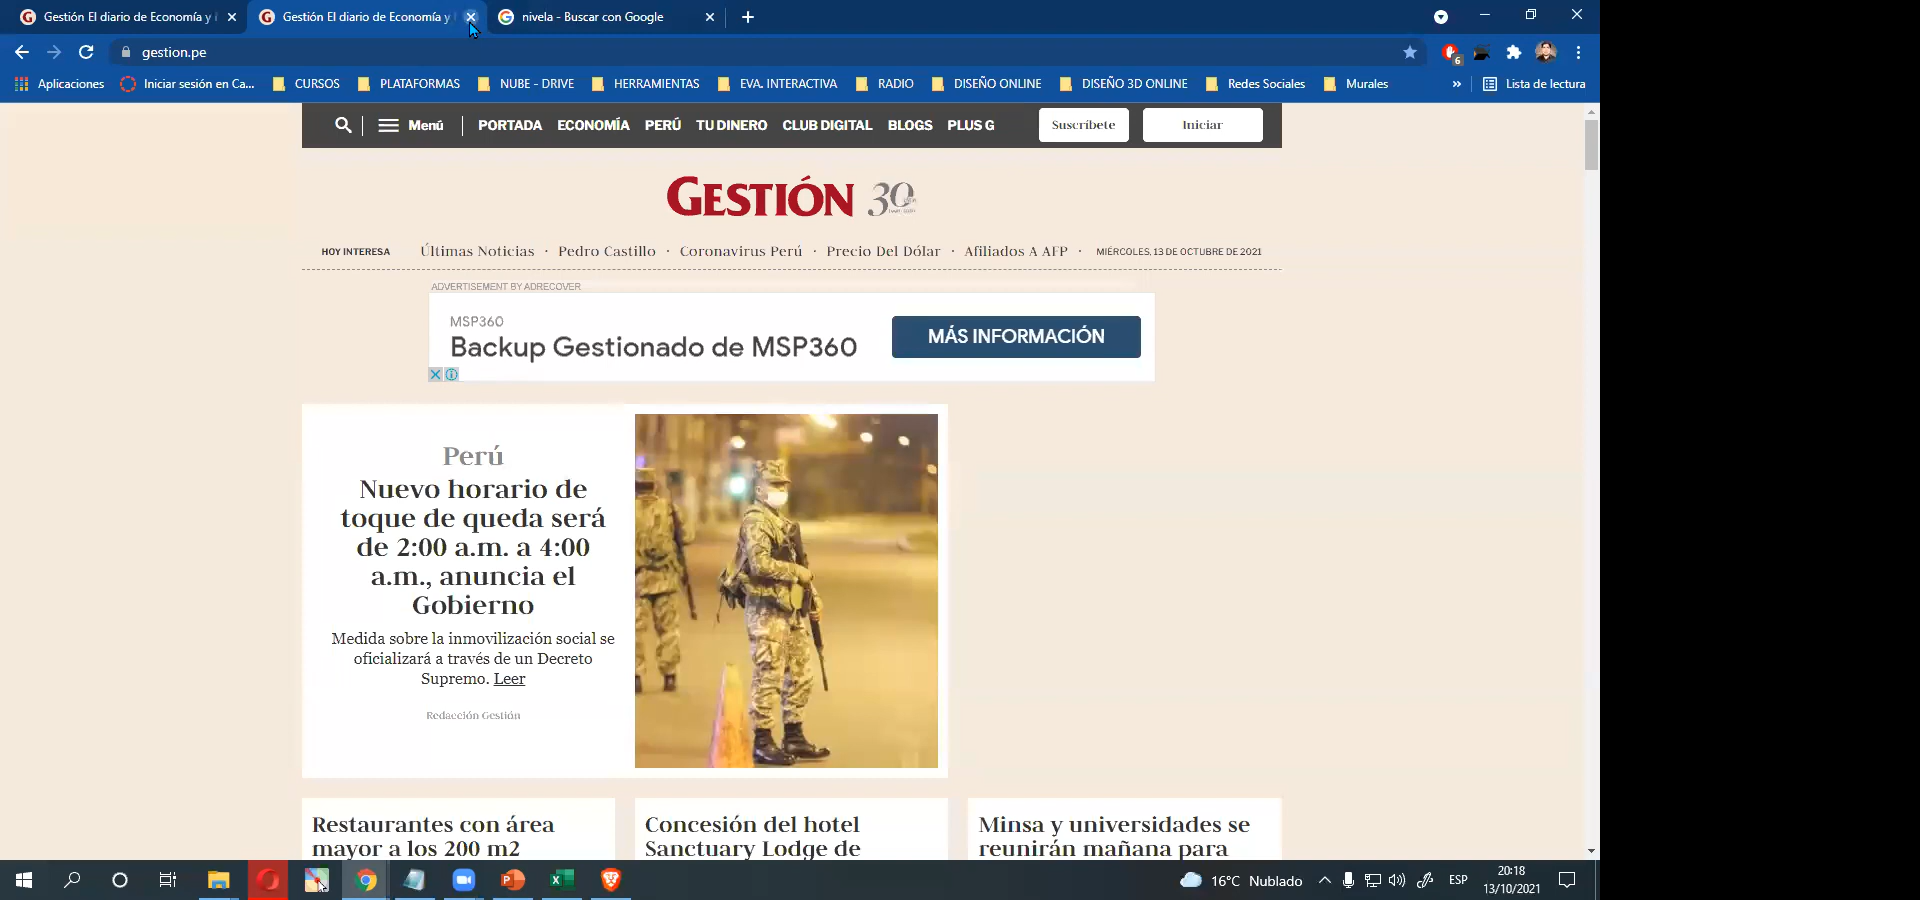 Gestión El diario de Economía y
Gestión El diario de Economía y
nivela - Buscar con Google
gestion.pe
6
Aplicaciones
Iniciar sesión en Ca...
CURSOS
PLATAFORMAS
NUBE - DRIVE
HERRAMIENTAS
EVA. INTERACTIVA
RADIO
DISEÑO ONLINE
DISEÑO 3D ONLINE
Redes Sociales
Murales
»
Lista de lectura
Menú
PORTADA
ECONOMÍA
PERÚ
TU DINERO
CLUB DIGITAL
BLOGS
PLUS G
Suscríbete
Iniciar
GESTIÓN 30
HOY INTERESA
Últimas Noticias · Pedro Castillo · Coronavirus Perú · Precio Del Dólar · Afiliados A AFP ·
MIÉRCOLES, 13 DE OCTUBRE DE 2021
ADVERTISEMENT BY ADRECOVER
MSP360
Backup Gestionado de MSP360
MÁS INFORMACIÓN
Perú
Nuevo horario de
toque de queda será
de 2:00 a.m. a 4:00
a.m., anuncia el
Gobierno
Medida sobre la inmovilización social se
oficializará a través de un Decreto
Supremo. Leer
Redacción Gestión
Restaurantes con área
mayor a los 200 m2
Concesión del hotel
Sanctuary Lodge de
Minsa y universidades se
reunirán mañana para
16°C Nublado
ESP
20:18
13/10/2021